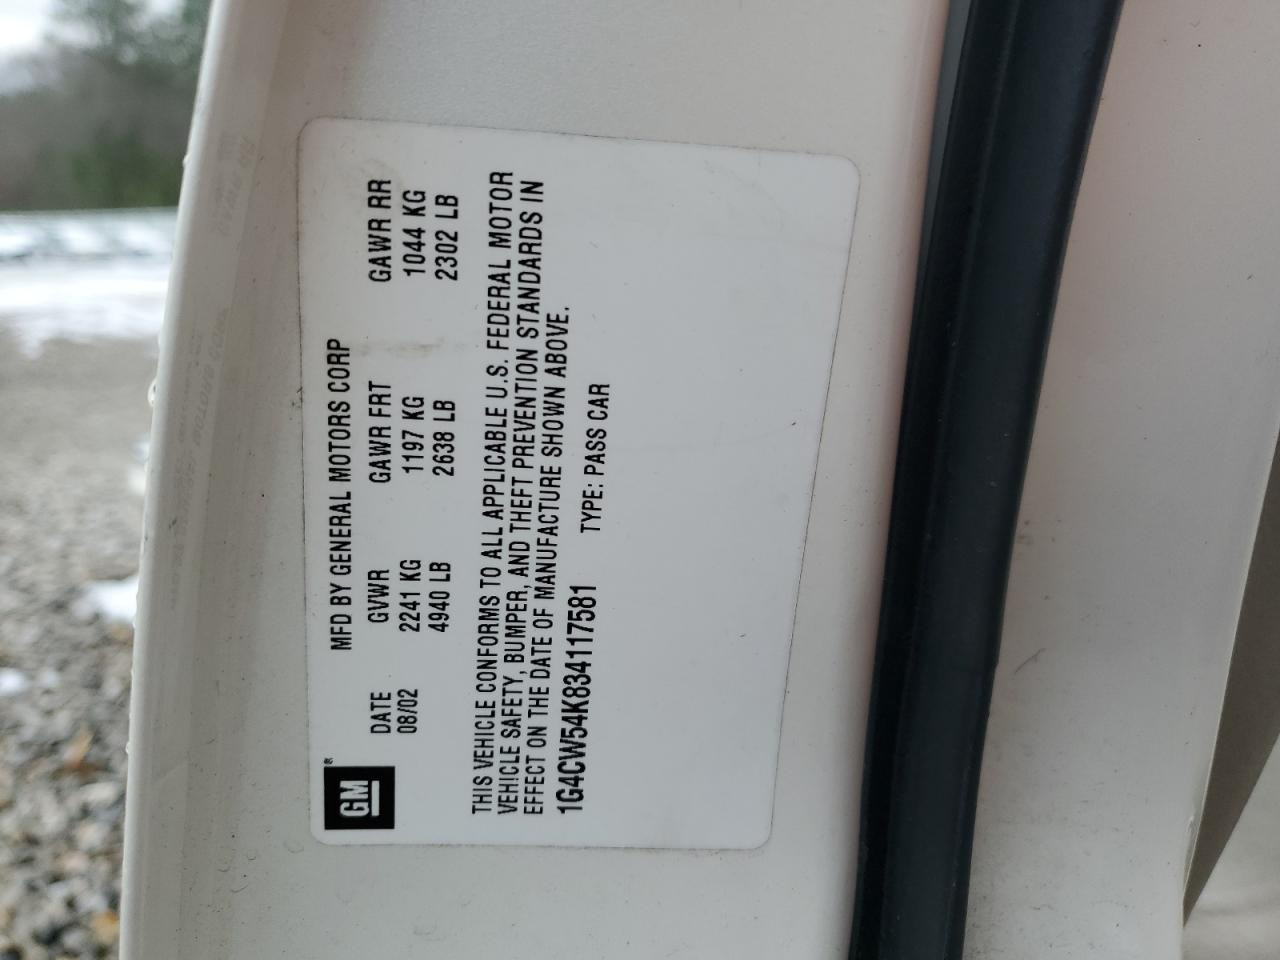 MFD BY GENERAL MOTORS CORP
DATE GVWR GAWR FRT GAWR RR
08/02 2241 KG 1197 KG 1044 KG
4940 LB 2638 LB 2302 LB
GM®
THIS VEHICLE CONFORMS TO ALL APPLICABLE U.S. FEDERAL MOTOR
VEHICLE SAFETY, BUMPER, AND THEFT PREVENTION STANDARDS IN
EFFECT ON THE DATE OF MANUFACTURE SHOWN ABOVE.
1G4CW54K834117581 TYPE: PASS CAR